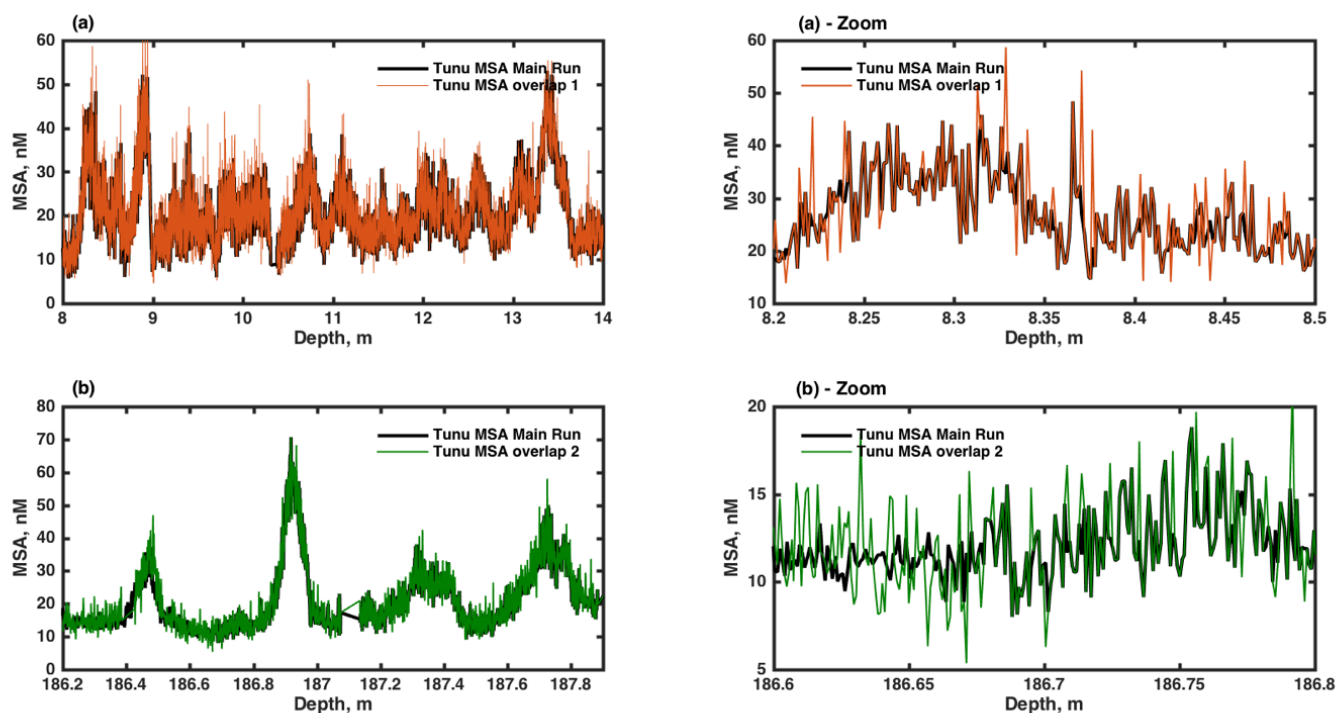 (a)
60
50
40
30
20
10
0
MSA, nM
Tunu MSA Main Run
Tunu MSA overlap 1
8 9 10 11 12 13 14
Depth, m
(a) - Zoom
60
50
40
30
20
10
MSA, nM
Tunu MSA Main Run
Tunu MSA overlap 1
8.2 8.25 8.3 8.35 8.4 8.45 8.5
Depth, m
(b)
80
70
60
50
40
30
20
10
0
MSA, nM
Tunu MSA Main Run
Tunu MSA overlap 2
186.2 186.4 186.6 186.8 187 187.2 187.4 187.6 187.8
Depth, m
(b) - Zoom
20
15
10
5
MSA, nM
Tunu MSA Main Run
Tunu MSA overlap 2
186.6 186.65 186.7 186.75 186.8
Depth, m